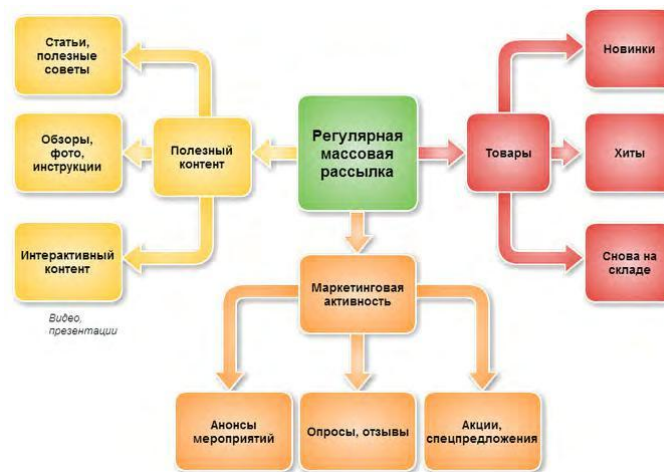 Статьи,
полезные
советы
Обзоры,
фото,
инструкции
Интерактивный
контент
Видео,
презентации
Полезный
контент
Регулярная
массовая
рассылка
Товары
Новинки
Хиты
Снова на
складе
Маркетинговая
активность
Анонсы
мероприятий
Опросы, отзывы
Акции,
спецпредложения